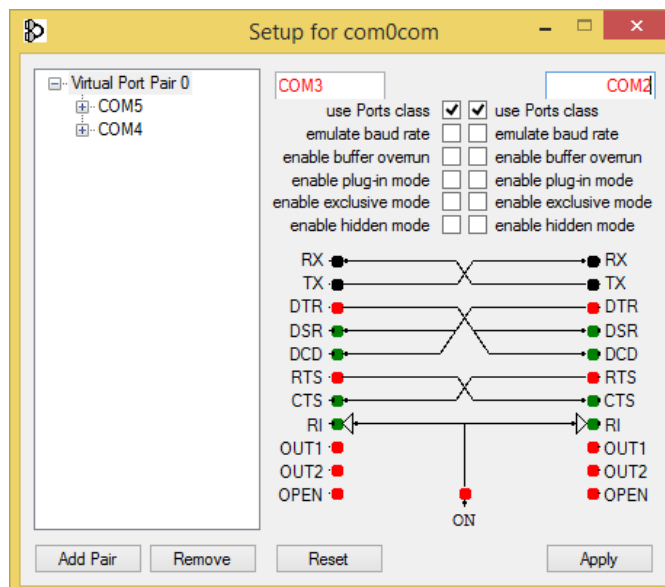 Setup for com0com
Virtual Port Pair 0
COM5
COM4
COM3 COM2
use Ports class use Ports class
emulate baud rate emulate baud rate
enable buffer overrun enable buffer overrun
enable plug-in mode enable plug-in mode
enable exclusive mode enable exclusive mode
enable hidden mode enable hidden mode
RX RX
TX TX
DTR DTR
DSR DSR
DCD DCD
RTS RTS
CTS CTS
RI RI
OUT1 OUT1
OUT2 OUT2
OPEN OPEN
ON
Add Pair Remove Reset Apply